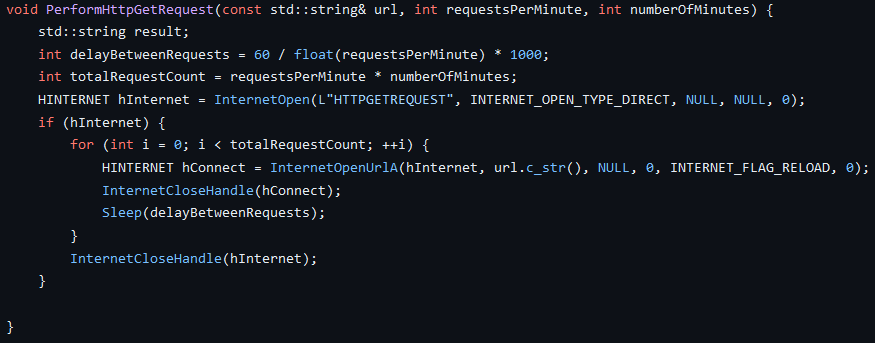 void PerformHttpGetRequest(const std::string& url, int requestsPerMinute, int numberOfMinutes) {
    std::string result;
    int delayBetweenRequests = 60 / float(requestsPerMinute) * 1000;
    int totalRequestCount = requestsPerMinute * numberOfMinutes;
    HINTERNET hInternet = InternetOpen(L"HTTPGETREQUEST", INTERNET_OPEN_TYPE_DIRECT, NULL, NULL, 0);
    if (hInternet) {
        for (int i = 0; i < totalRequestCount; ++i) {
            HINTERNET hConnect = InternetOpenUrlA(hInternet, url.c_str(), NULL, 0, INTERNET_FLAG_RELOAD, 0);
            InternetCloseHandle(hConnect);
            Sleep(delayBetweenRequests);
        }
        InternetCloseHandle(hInternet);
    }

}